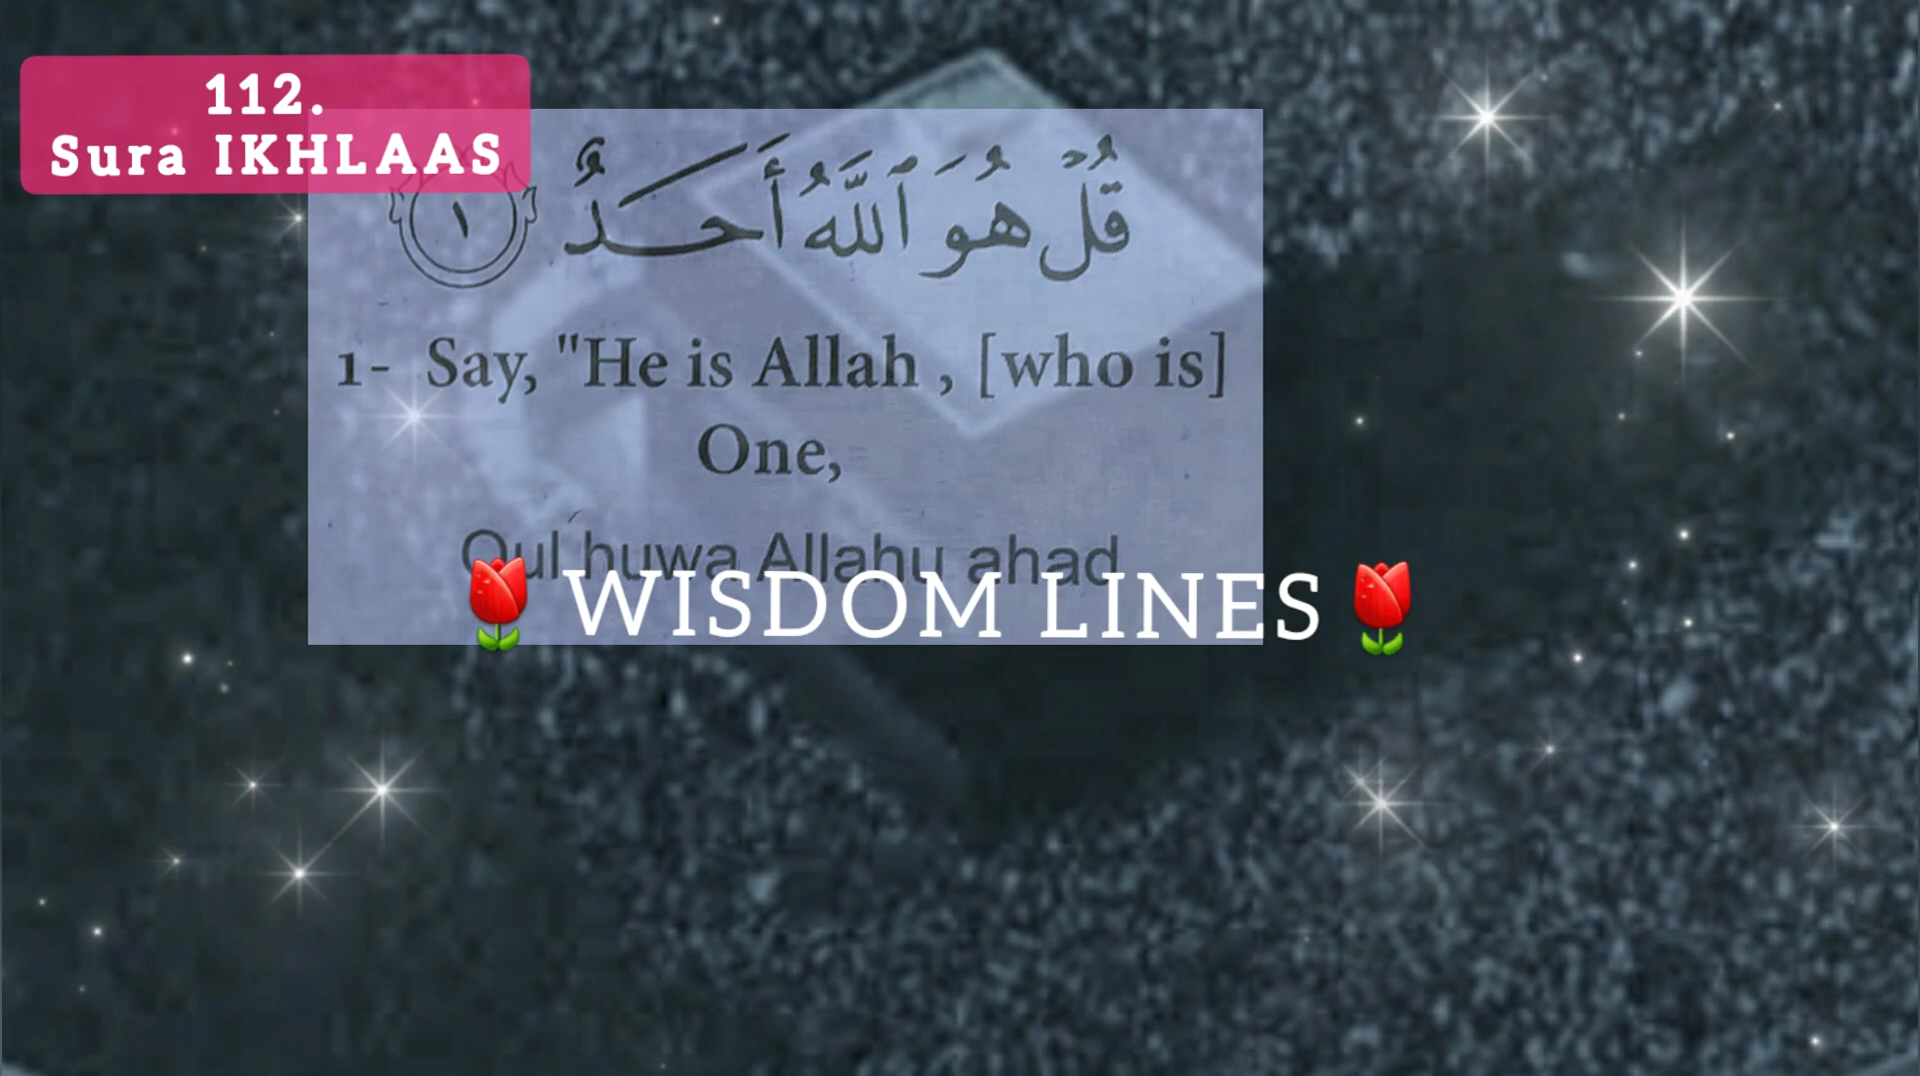 112.
Sura IKHLAAS
قُلْ هُوَ ٱللَّهُ أَحَدٌ ١
1- Say, "He is Allah , [who is]
One,
Qul huwa Allahu ahad
🌷 WISDOM LINES 🌷